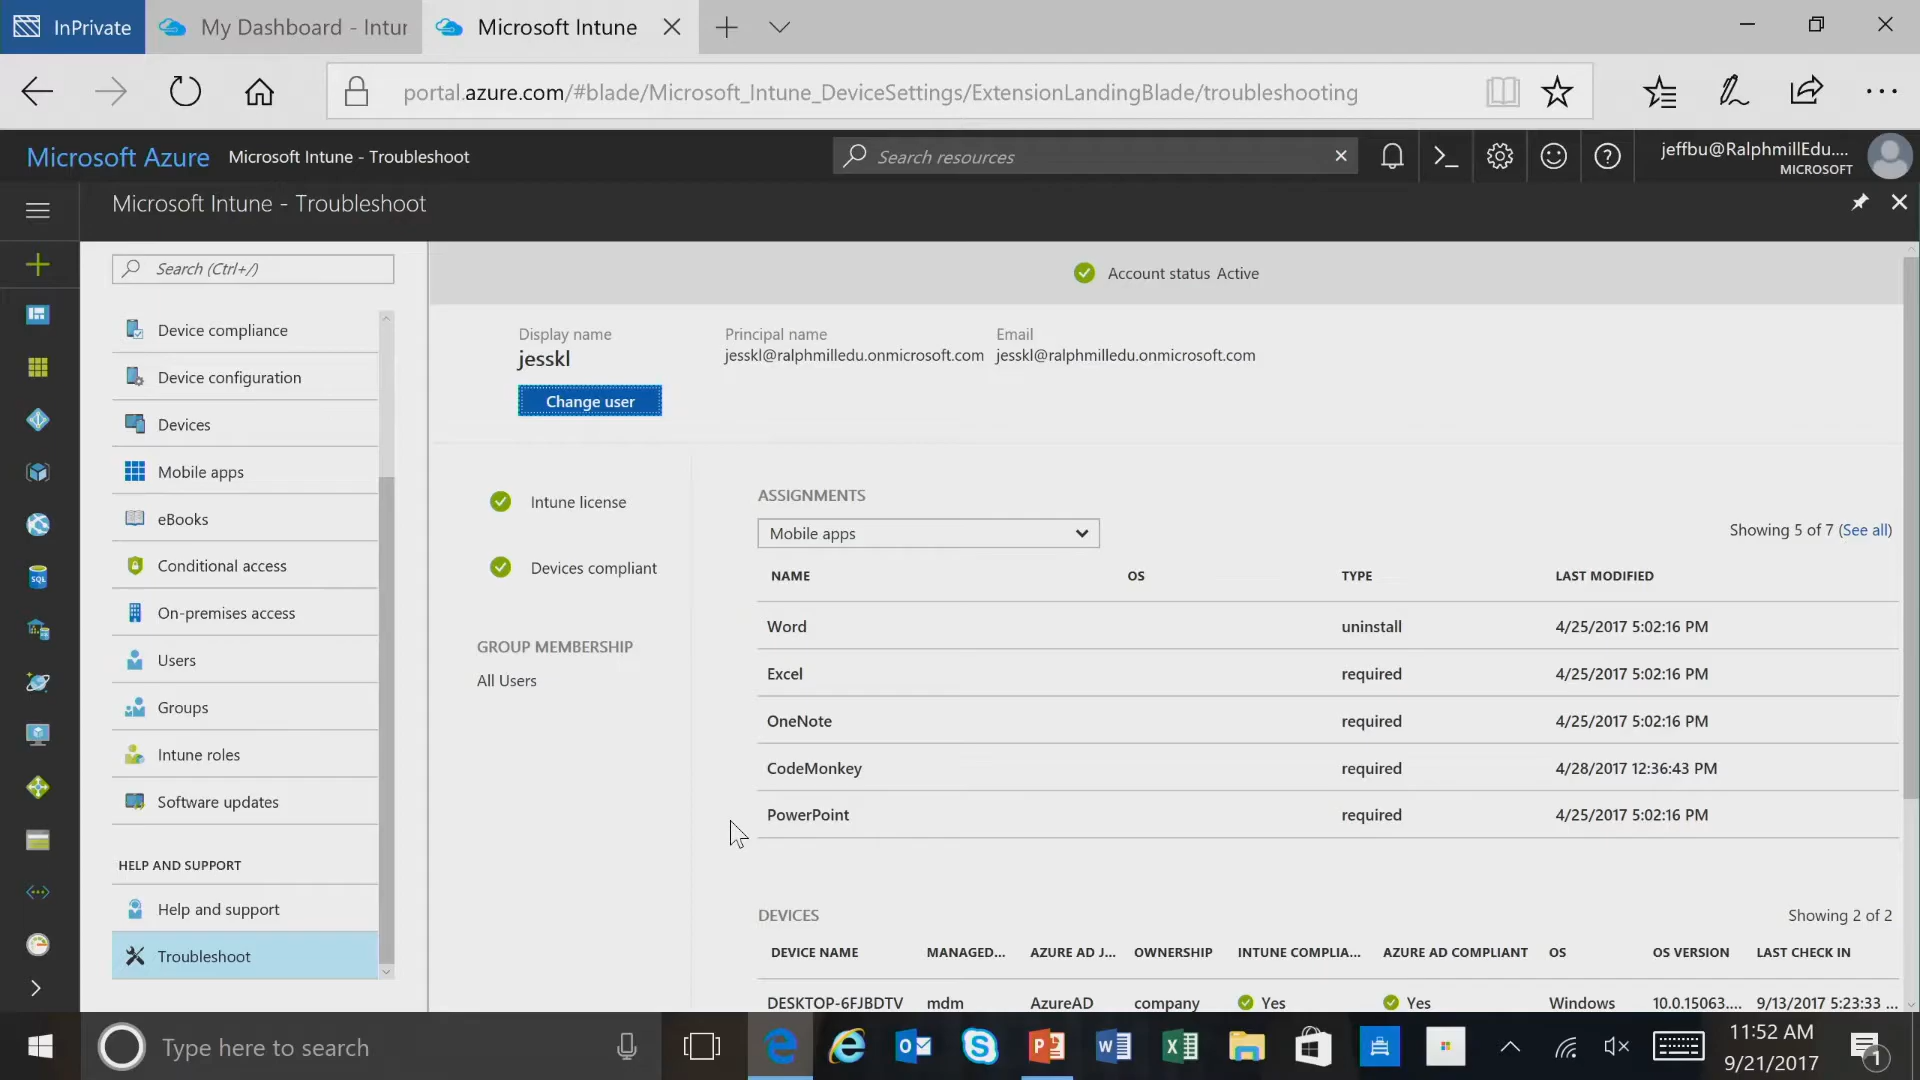 InPrivate
My Dashboard - Intur
Microsoft Intune
portal.azure.com/#blade/Microsoft_Intune_DeviceSettings/ExtensionLandingBlade/troubleshooting
Microsoft Azure
Microsoft Intune - Troubleshoot
Search resources
jeffbu@RalphmillEdu....
MICROSOFT
Microsoft Intune - Troubleshoot
Search (Ctrl+/)
Device compliance
Device configuration
Devices
Mobile apps
eBooks
Conditional access
On-premises access
Users
Groups
Intune roles
Software updates
HELP AND SUPPORT
Help and support
Troubleshoot
Account status Active
Display name
jesskl
Principal name
jesskl@ralphmilledu.onmicrosoft.com
Email
jesskl@ralphmilledu.onmicrosoft.com
Change user
Intune license
Devices compliant
GROUP MEMBERSHIP
All Users
ASSIGNMENTS
Mobile apps
Showing 5 of 7 (See all)
NAME OS TYPE LAST MODIFIED
Word uninstall 4/25/2017 5:02:16 PM
Excel required 4/25/2017 5:02:16 PM
OneNote required 4/25/2017 5:02:16 PM
CodeMonkey required 4/28/2017 12:36:43 PM
PowerPoint required 4/25/2017 5:02:16 PM
DEVICES
Showing 2 of 2
DEVICE NAME MANAGED... AZURE AD J... OWNERSHIP INTUNE COMPLIA... AZURE AD COMPLIANT OS OS VERSION LAST CHECK IN
DESKTOP-6FJBDTV mdm AzureAD company Yes Yes Windows 10.0.15063.... 9/13/2017 5:23:33 ...
Type here to search
11:52 AM
9/21/2017
1